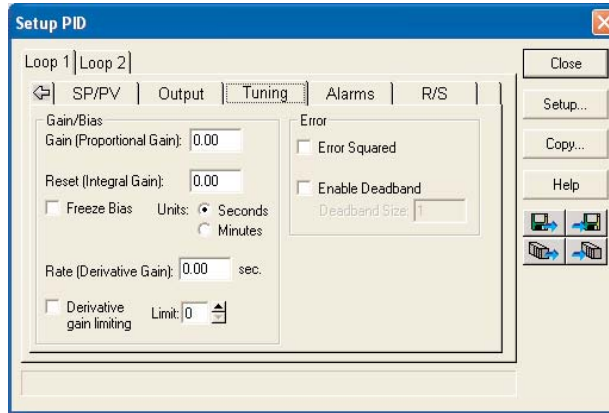 Setup PID
Loop 1 Loop 2
SP/PV Output Tuning Alarms R/S
Gain/Bias
Gain (Proportional Gain): 0.00
Reset (Integral Gain): 0.00
Freeze Bias Units: Seconds
Minutes
Rate (Derivative Gain): 0.00 sec.
Derivative
gain limiting
Limit: 0
Error
Error Squared
Enable Deadband
Deadband Size: 1
Close
Setup...
Copy...
Help